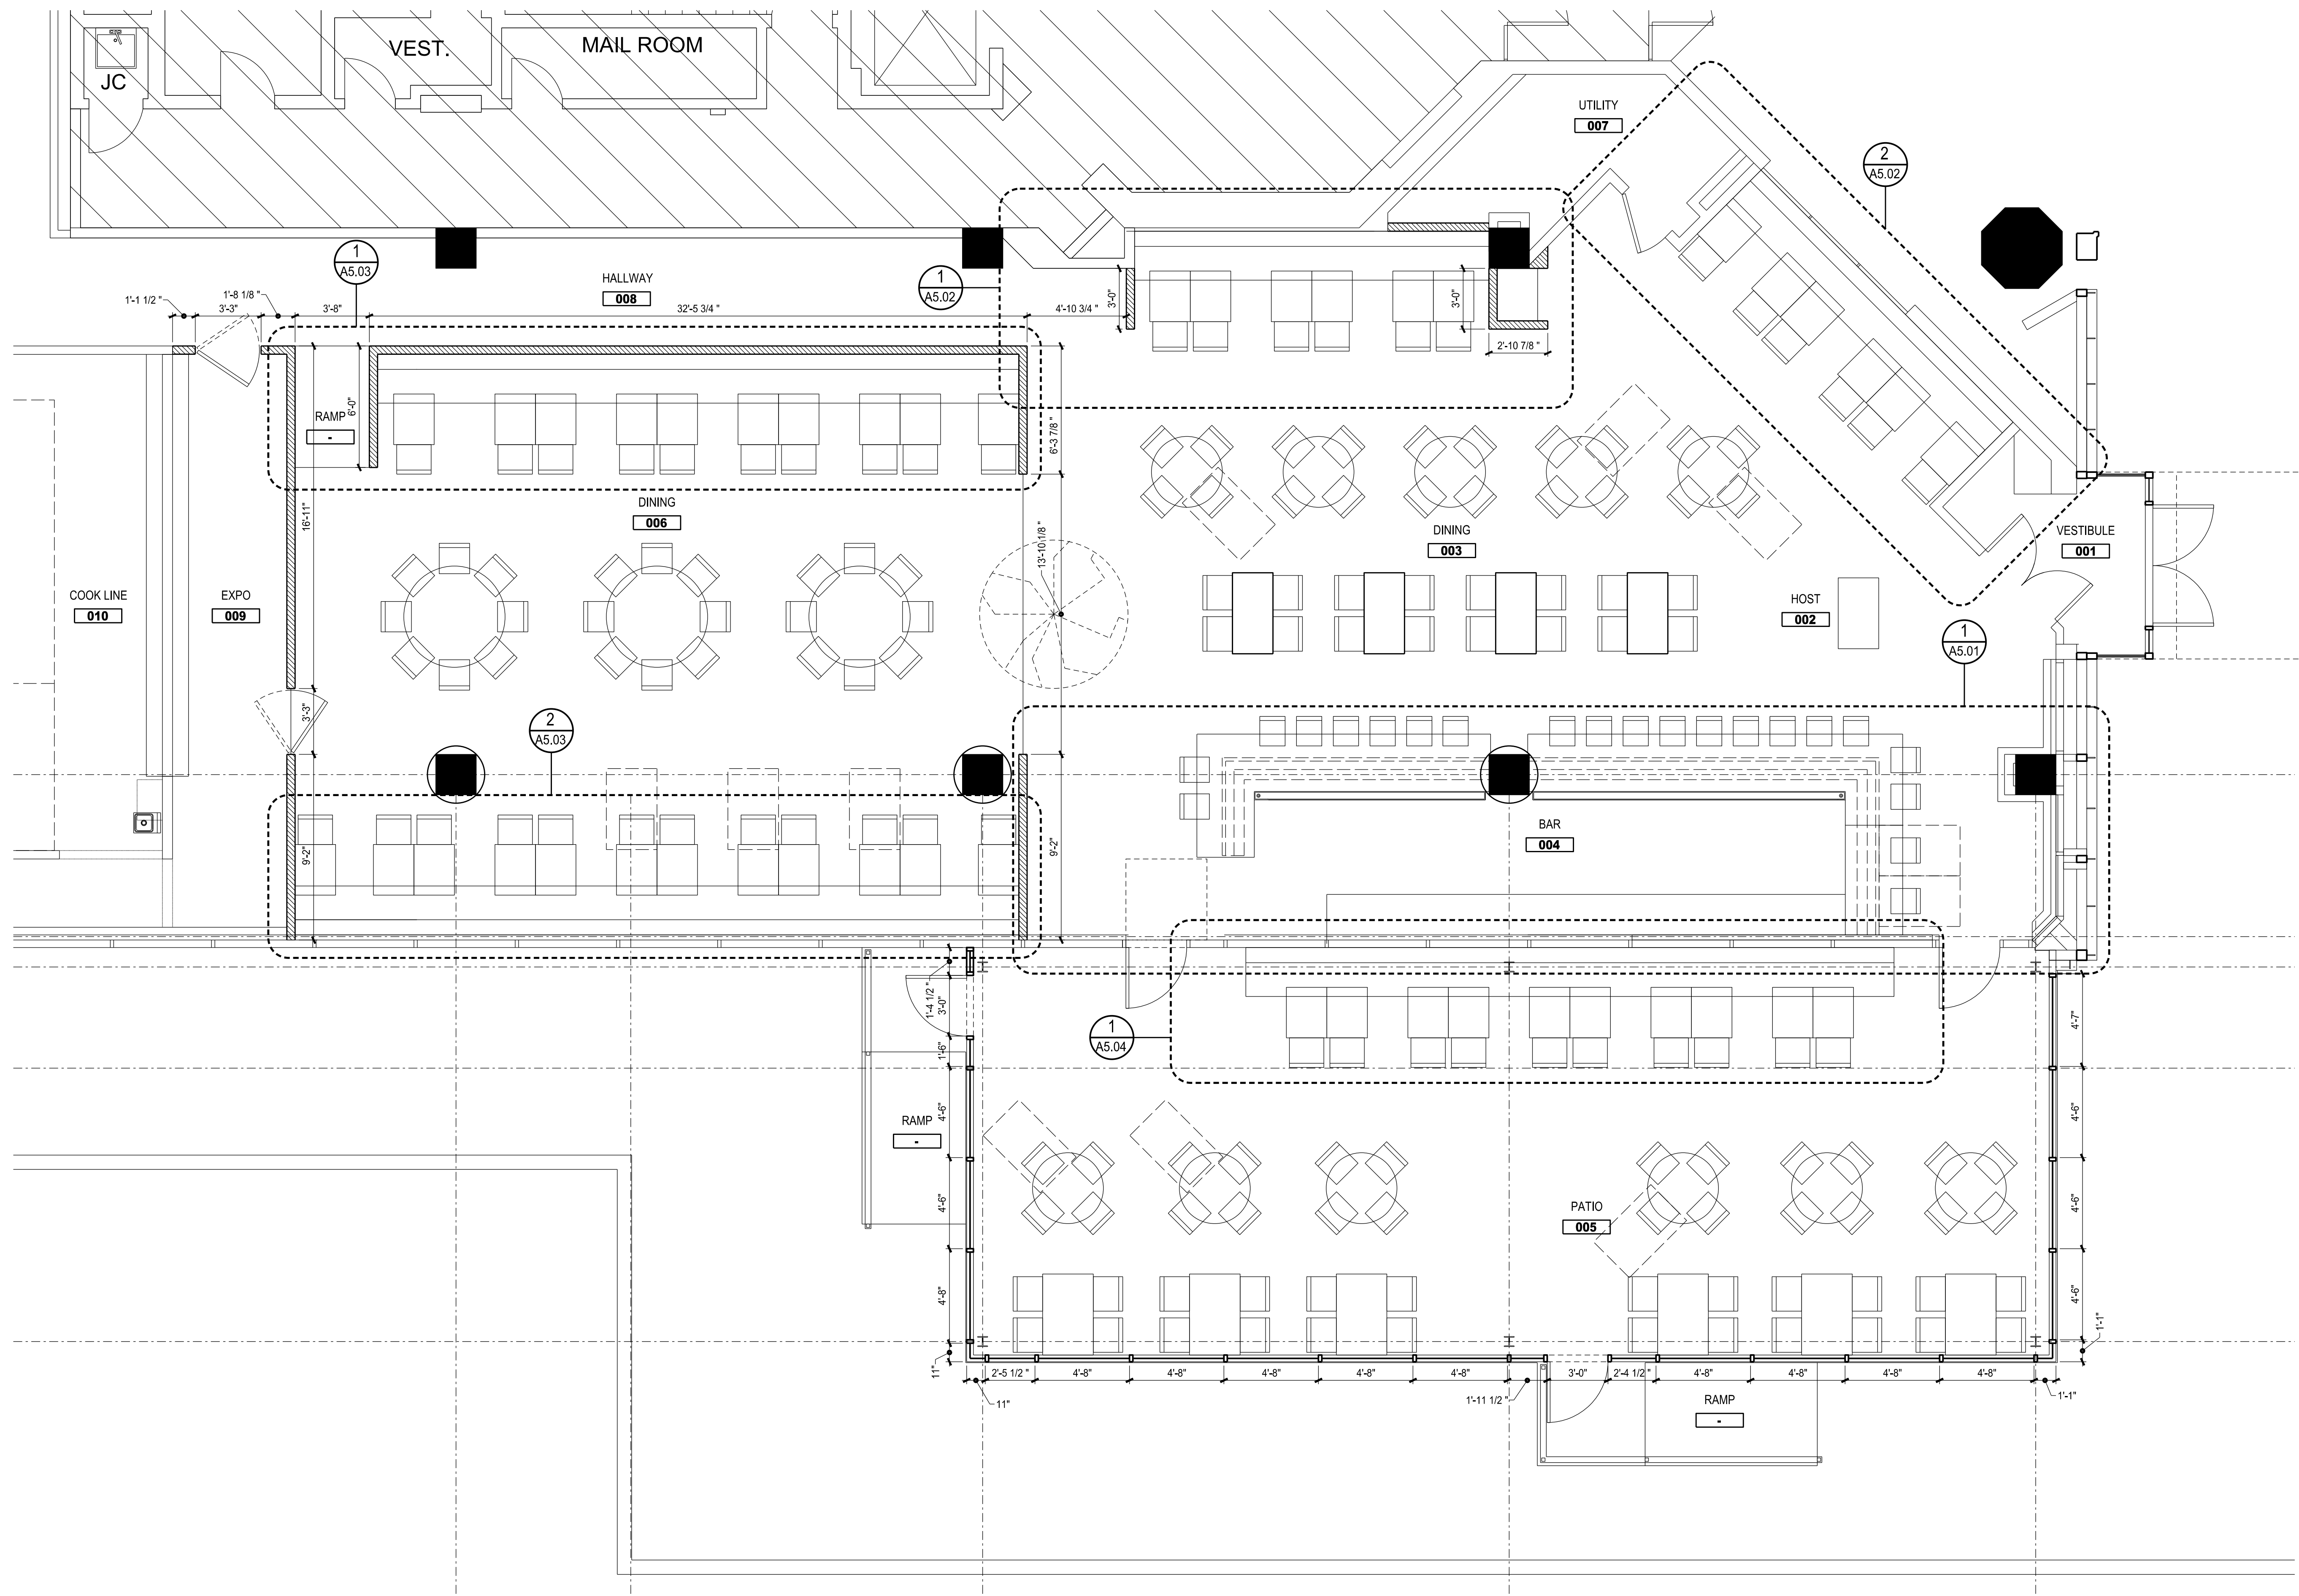 VEST.
MAIL ROOM
JC
UTILITY
007
2
A5.02
1
A5.03
HALLWAY
008
1
A5.02
1'-1 1/2 "
1'-8 1/8 "
3'-3"
3'-8"
32'-5 3/4 "
4'-10 3/4 "
3'-0"
3'-0"
2'-10 7/8 "
RAMP
-
6'-0"
6'-3 7/8 "
DINING
006
16'-11"
13'-10 1/8 "
DINING
003
VESTIBULE
001
COOK LINE
010
EXPO
009
HOST
002
1
A5.01
3'-3"
2
A5.03
BAR
004
9'-2"
9'-2"
1'-4 1/2 "
3'-0"
1
A5.04
4'-7"
1'-6"
RAMP
-
4'-6"
4'-6"
PATIO
005
4'-6"
4'-6"
4'-8"
4'-6"
1'-1"
11"
2'-5 1/2 "
4'-8"
4'-8"
4'-8"
4'-8"
4'-8"
3'-0"
2'-4 1/2 "
4'-8"
4'-8"
4'-8"
4'-8"
11"
1'-11 1/2 "
1'-1"
RAMP
-